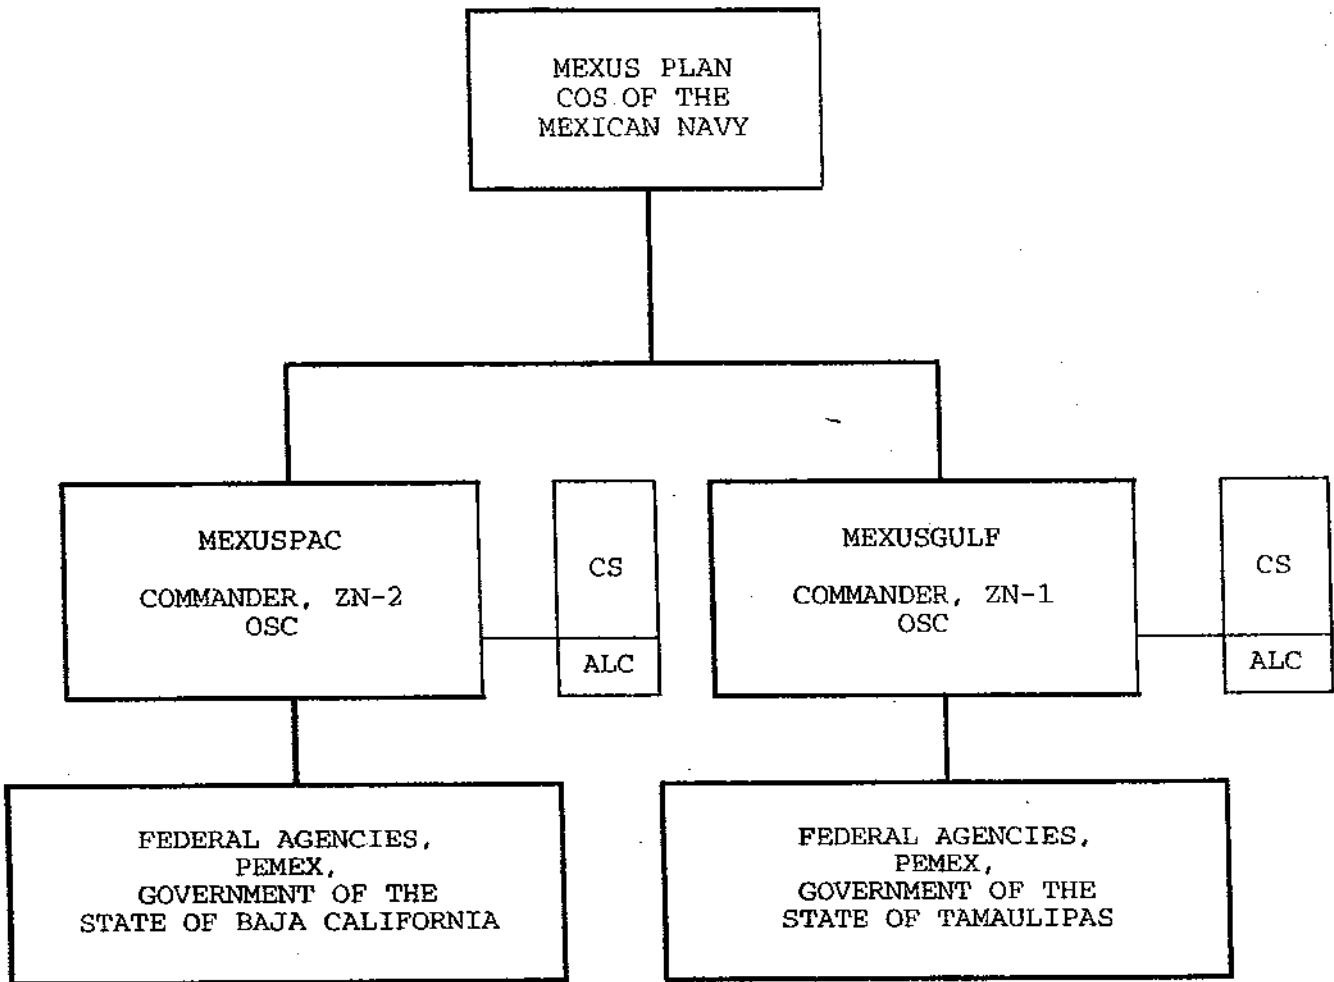 MEXUS PLAN
COS OF THE
MEXICAN NAVY
MEXUSPAC
COMMANDER, ZN-2
OSC
CS
ALC
MEXUSGULF
COMMANDER, ZN-1
OSC
CS
ALC
FEDERAL AGENCIES,
PEMEX,
GOVERNMENT OF THE
STATE OF BAJA CALIFORNIA
FEDERAL AGENCIES,
PEMEX,
GOVERNMENT OF THE
STATE OF TAMAULIPAS